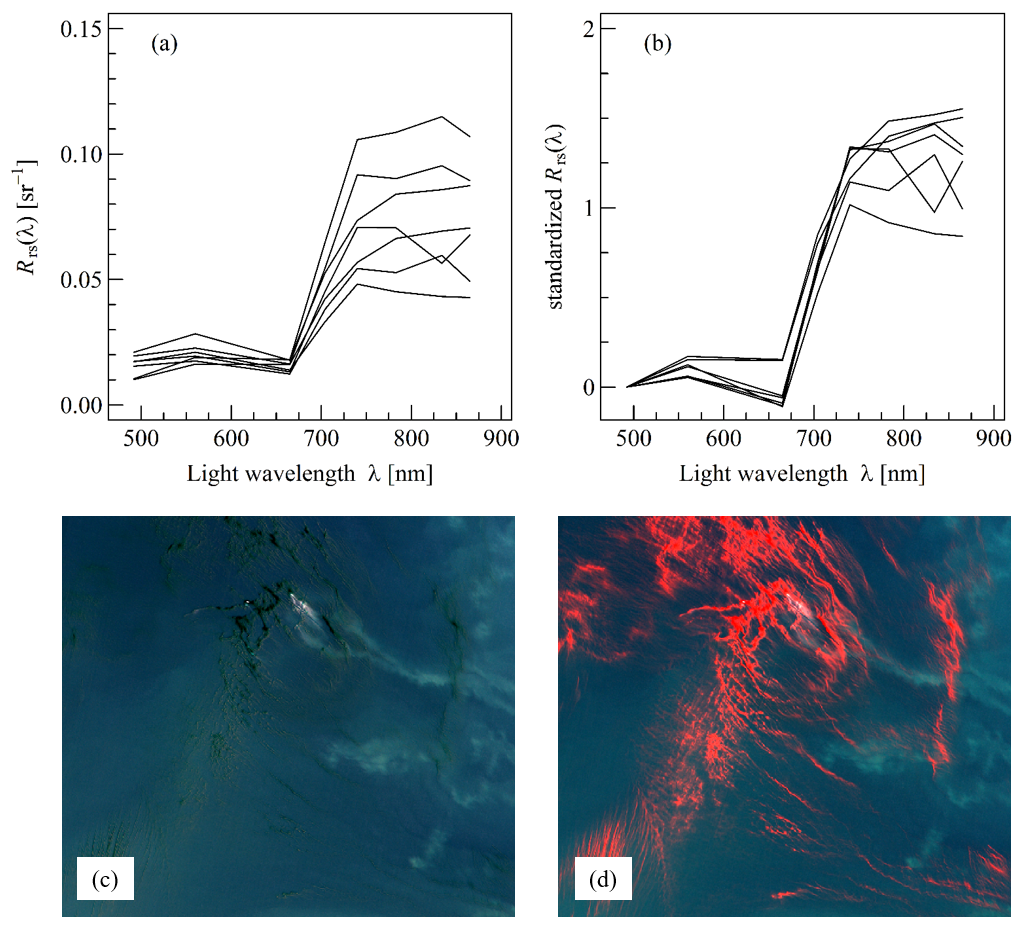 (a)
0.15
0.10
0.05
0.00
Rrs(λ) [sr−1]
500 600 700 800 900
Light wavelength λ [nm]
(b)
2
1
0
standardized Rrs(λ)
500 600 700 800 900
Light wavelength λ [nm]
(c)
(d)